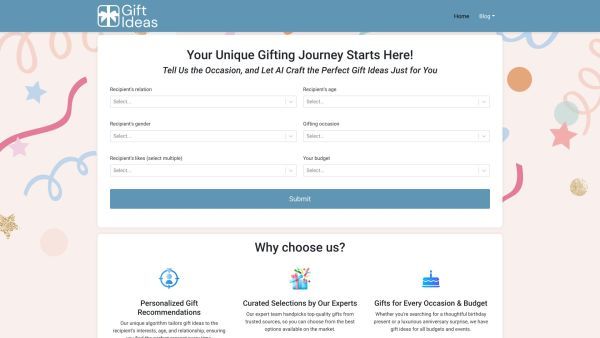 Gift
Ideas
Home
Blog
Your Unique Gifting Journey Starts Here!
Tell Us the Occasion, and Let AI Craft the Perfect Gift Ideas Just for You
Recipient's relation
Recipient's age
Select...
Select...
Recipient's gender
Gifting occasion
Select...
Select...
Recipient's likes (select multiple)
Your budget
Select...
Select...
Submit
Why choose us?
Personalized Gift
Recommendations
Our unique algorithm tailors gift ideas to the
recipient's interests, age, and relationship, ensuring
Curated Selections by Our Experts
Our expert team handpicks top-quality gifts from
trusted sources, so you can choose from the best
options available on the market.
Gifts for Every Occasion & Budget
Whether you're searching for a thoughtful birthday
present or a luxurious anniversary surprise, we have
gift ideas for all budgets and events.